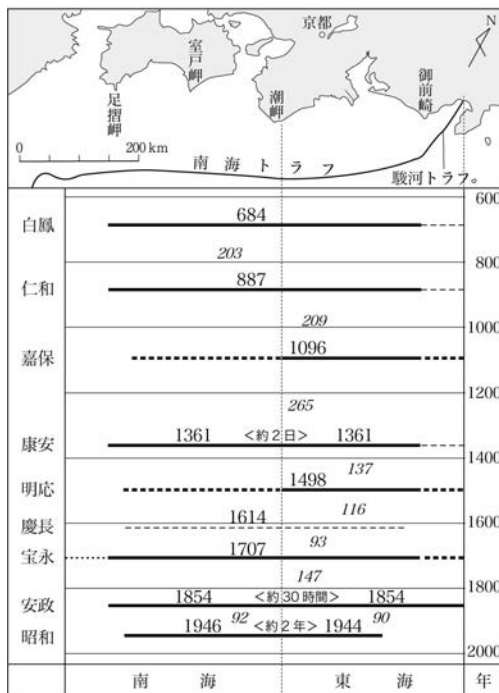 京都
室戸岬
御前崎
潮岬
足摺岬
N
0 200 km
南海トラフ
駿河トラフ
600
白鳳 684
203
800
仁和 887
209
1000
嘉保 1096
1200
265
康安 1361 <約2日> 1361
1400
137
明応 1498
116
慶長 1614
1600
93
宝永 1707
147
1800
安政 1854 <約30時間> 1854
92 90
昭和 1946 <約2年> 1944
2000
南海 東海 年